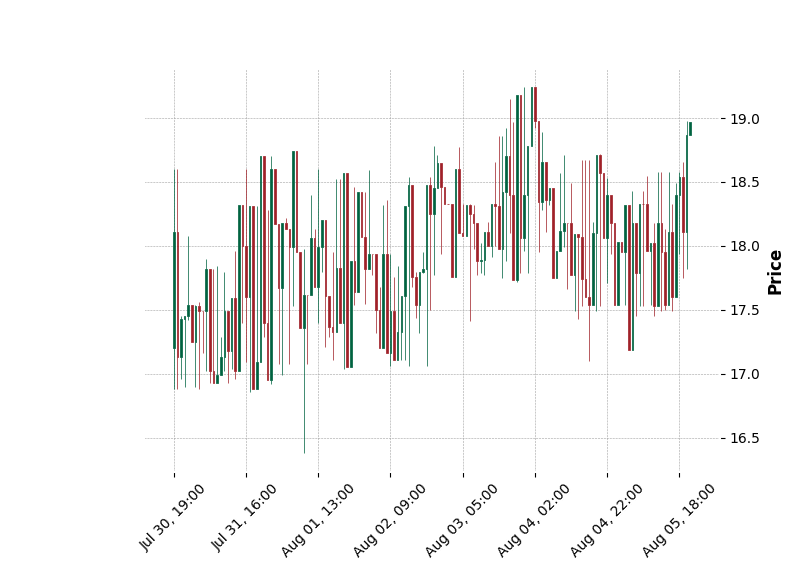 19.0
18.5
18.0
17.5
17.0
16.5
Price
Jul 30, 19:00
Jul 31, 16:00
Aug 01, 13:00
Aug 02, 09:00
Aug 03, 05:00
Aug 04, 02:00
Aug 04, 22:00
Aug 05, 18:00